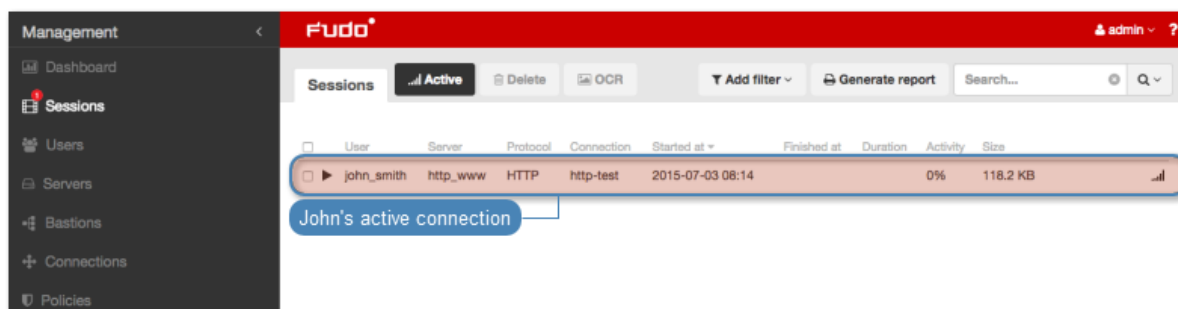 Management
Fudo
admin
?
Dashboard
Sessions
Active
Delete
OCR
Add filter
Generate report
Search...
1
Sessions
Users
User Server Protocol Connection Started at Finished at Duration Activity Size
Servers
john_smith http_www HTTP http-test 2015-07-03 08:14 0% 118.2 KB
John's active connection
Bastions
Connections
Policies